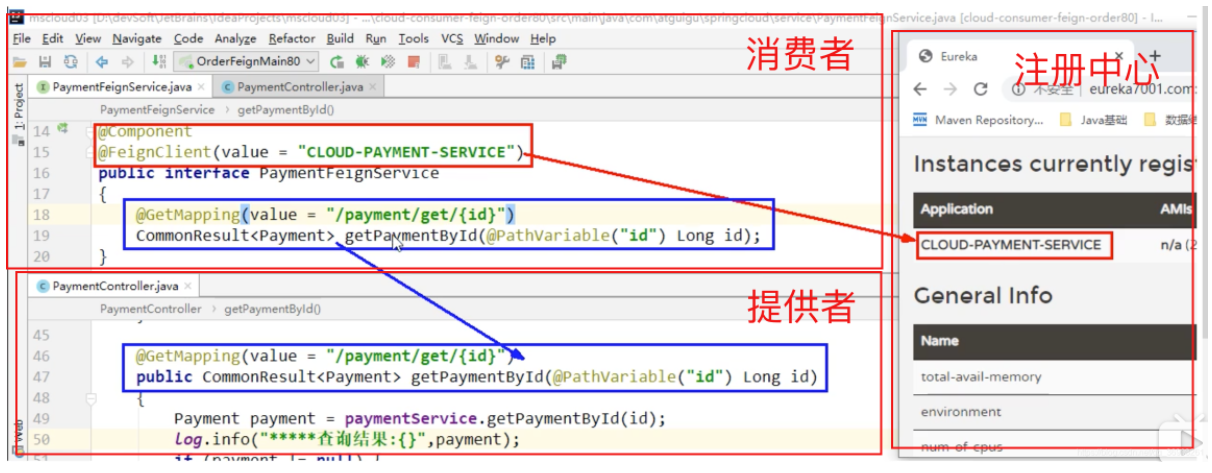 mscloud03 [D:\devSoft\JetBrains\IdeaProjects\mscloud03] - ...\cloud-consumer-feign-order80\src\main\java\com\atguigu\springcloud\service\PaymentFeignService.java [cloud-consumer-feign-order80] - I...
File Edit View Navigate Code Analyze Refactor Build Run Tools VCS Window Help
OrderFeignMain80
消费者
PaymentFeignService.java × PaymentController.java ×
PaymentFeignService › getPaymentById()
1: Project
14 @Component
15 @FeignClient(value = "CLOUD-PAYMENT-SERVICE")
16 public interface PaymentFeignService
17 {
18 @GetMapping(value = "/payment/get/{id}")
19 CommonResult<Payment> getPaymentById(@PathVariable("id") Long id);
20 }
PaymentController.java ×
PaymentController › getPaymentById()
提供者
45
46 @GetMapping(value = "/payment/get/{id}")
47 public CommonResult<Payment> getPaymentById(@PathVariable("id") Long id)
48 {
49 Payment payment = paymentService.getPaymentById(id);
50 log.info("*****查询结果:{}",payment);
51 if (payment != null) {
Eureka × +
注册中心
不安全 | eureka7001.com:
Maven Repository... Java基础
Instances currently regis
Application AMIs
CLOUD-PAYMENT-SERVICE n/a (2
General Info
Name
total-avail-memory
environment
num-of-cpus